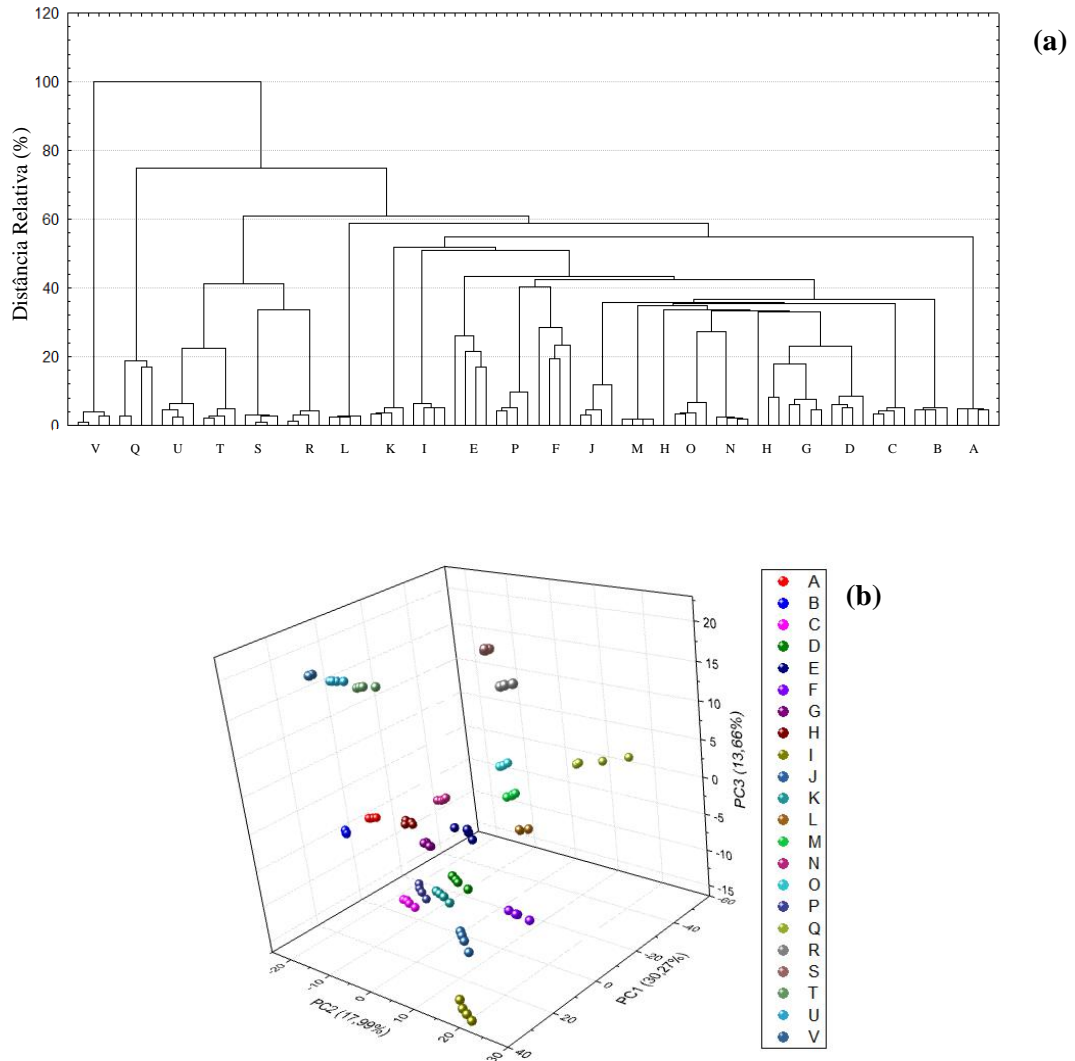 (a)
Distância Relativa (%)
120
100
80
60
40
20
0
V Q U T S R L K I E P F J M H O N H G D C B A
(b)
A
B
C
D
E
F
G
H
I
J
K
L
M
N
O
P
Q
R
S
T
U
V
20
15
10
5
0
-5
-10
-15
PC3 (13,66%)
-60
-40
-20
0
20
40
PC1 (30,27%)
-10
0
10
20
30
PC2 (17,99%)